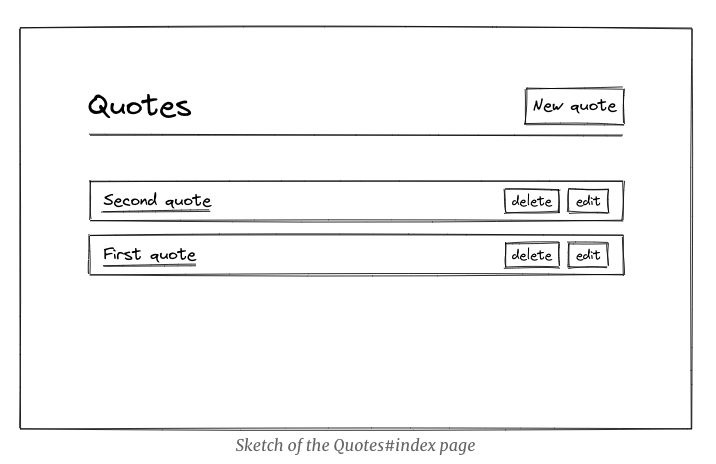 Quotes New quote
Second quote delete edit
First quote delete edit
Sketch of the Quotes#index page